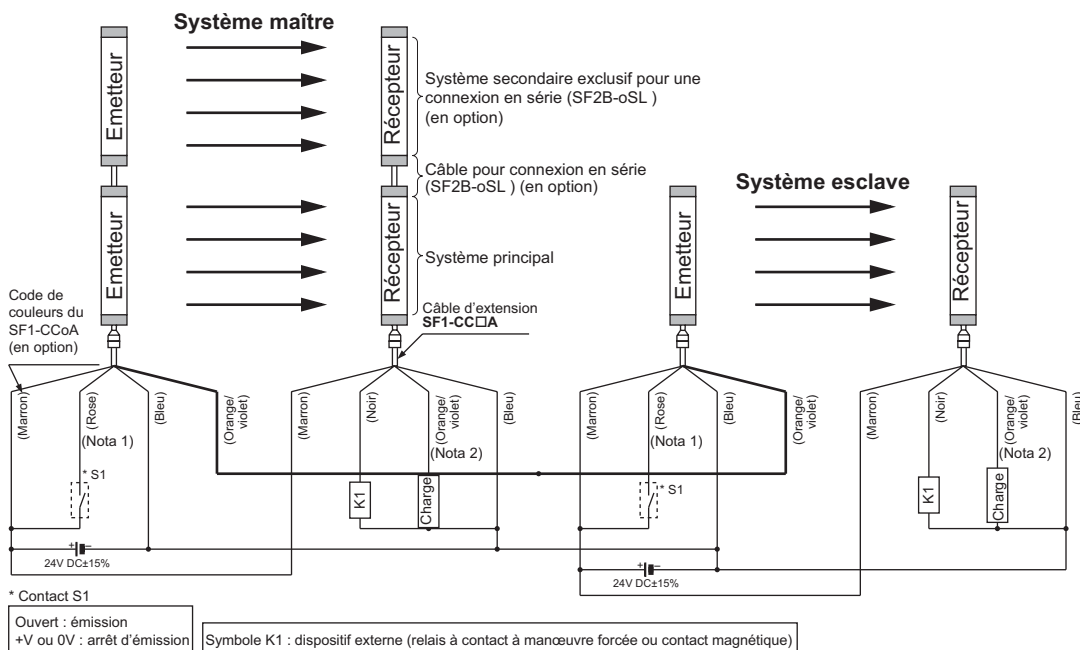 Système maître
Emetteur
Récepteur
Système secondaire exclusif pour une
connexion en série (SF2B-oSL )
(en option)
Câble pour connexion en série
(SF2B-oSL ) (en option)
Système esclave
Emetteur
Récepteur
Système principal
Emetteur
Récepteur
Code de
couleurs du
SF1-CCoA
(en option)
Câble d'extension
SF1-CC□A
(Marron)
(Rose)
(Bleu)
(Orange/
violet)
(Marron)
(Noir)
(Orange/
violet)
(Bleu)
(Marron)
(Rose)
(Bleu)
(Orange/
violet)
(Marron)
(Noir)
(Orange/
violet)
(Bleu)
(Nota 1)
(Nota 2)
(Nota 1)
(Nota 2)
* S1
K1
Charge
* S1
K1
Charge
+ –
24V DC±15%
+ –
24V DC±15%
* Contact S1
Ouvert : émission
+V ou 0V : arrêt d'émission
Symbole K1 : dispositif externe (relais à contact à manœuvre forcée ou contact magnétique)